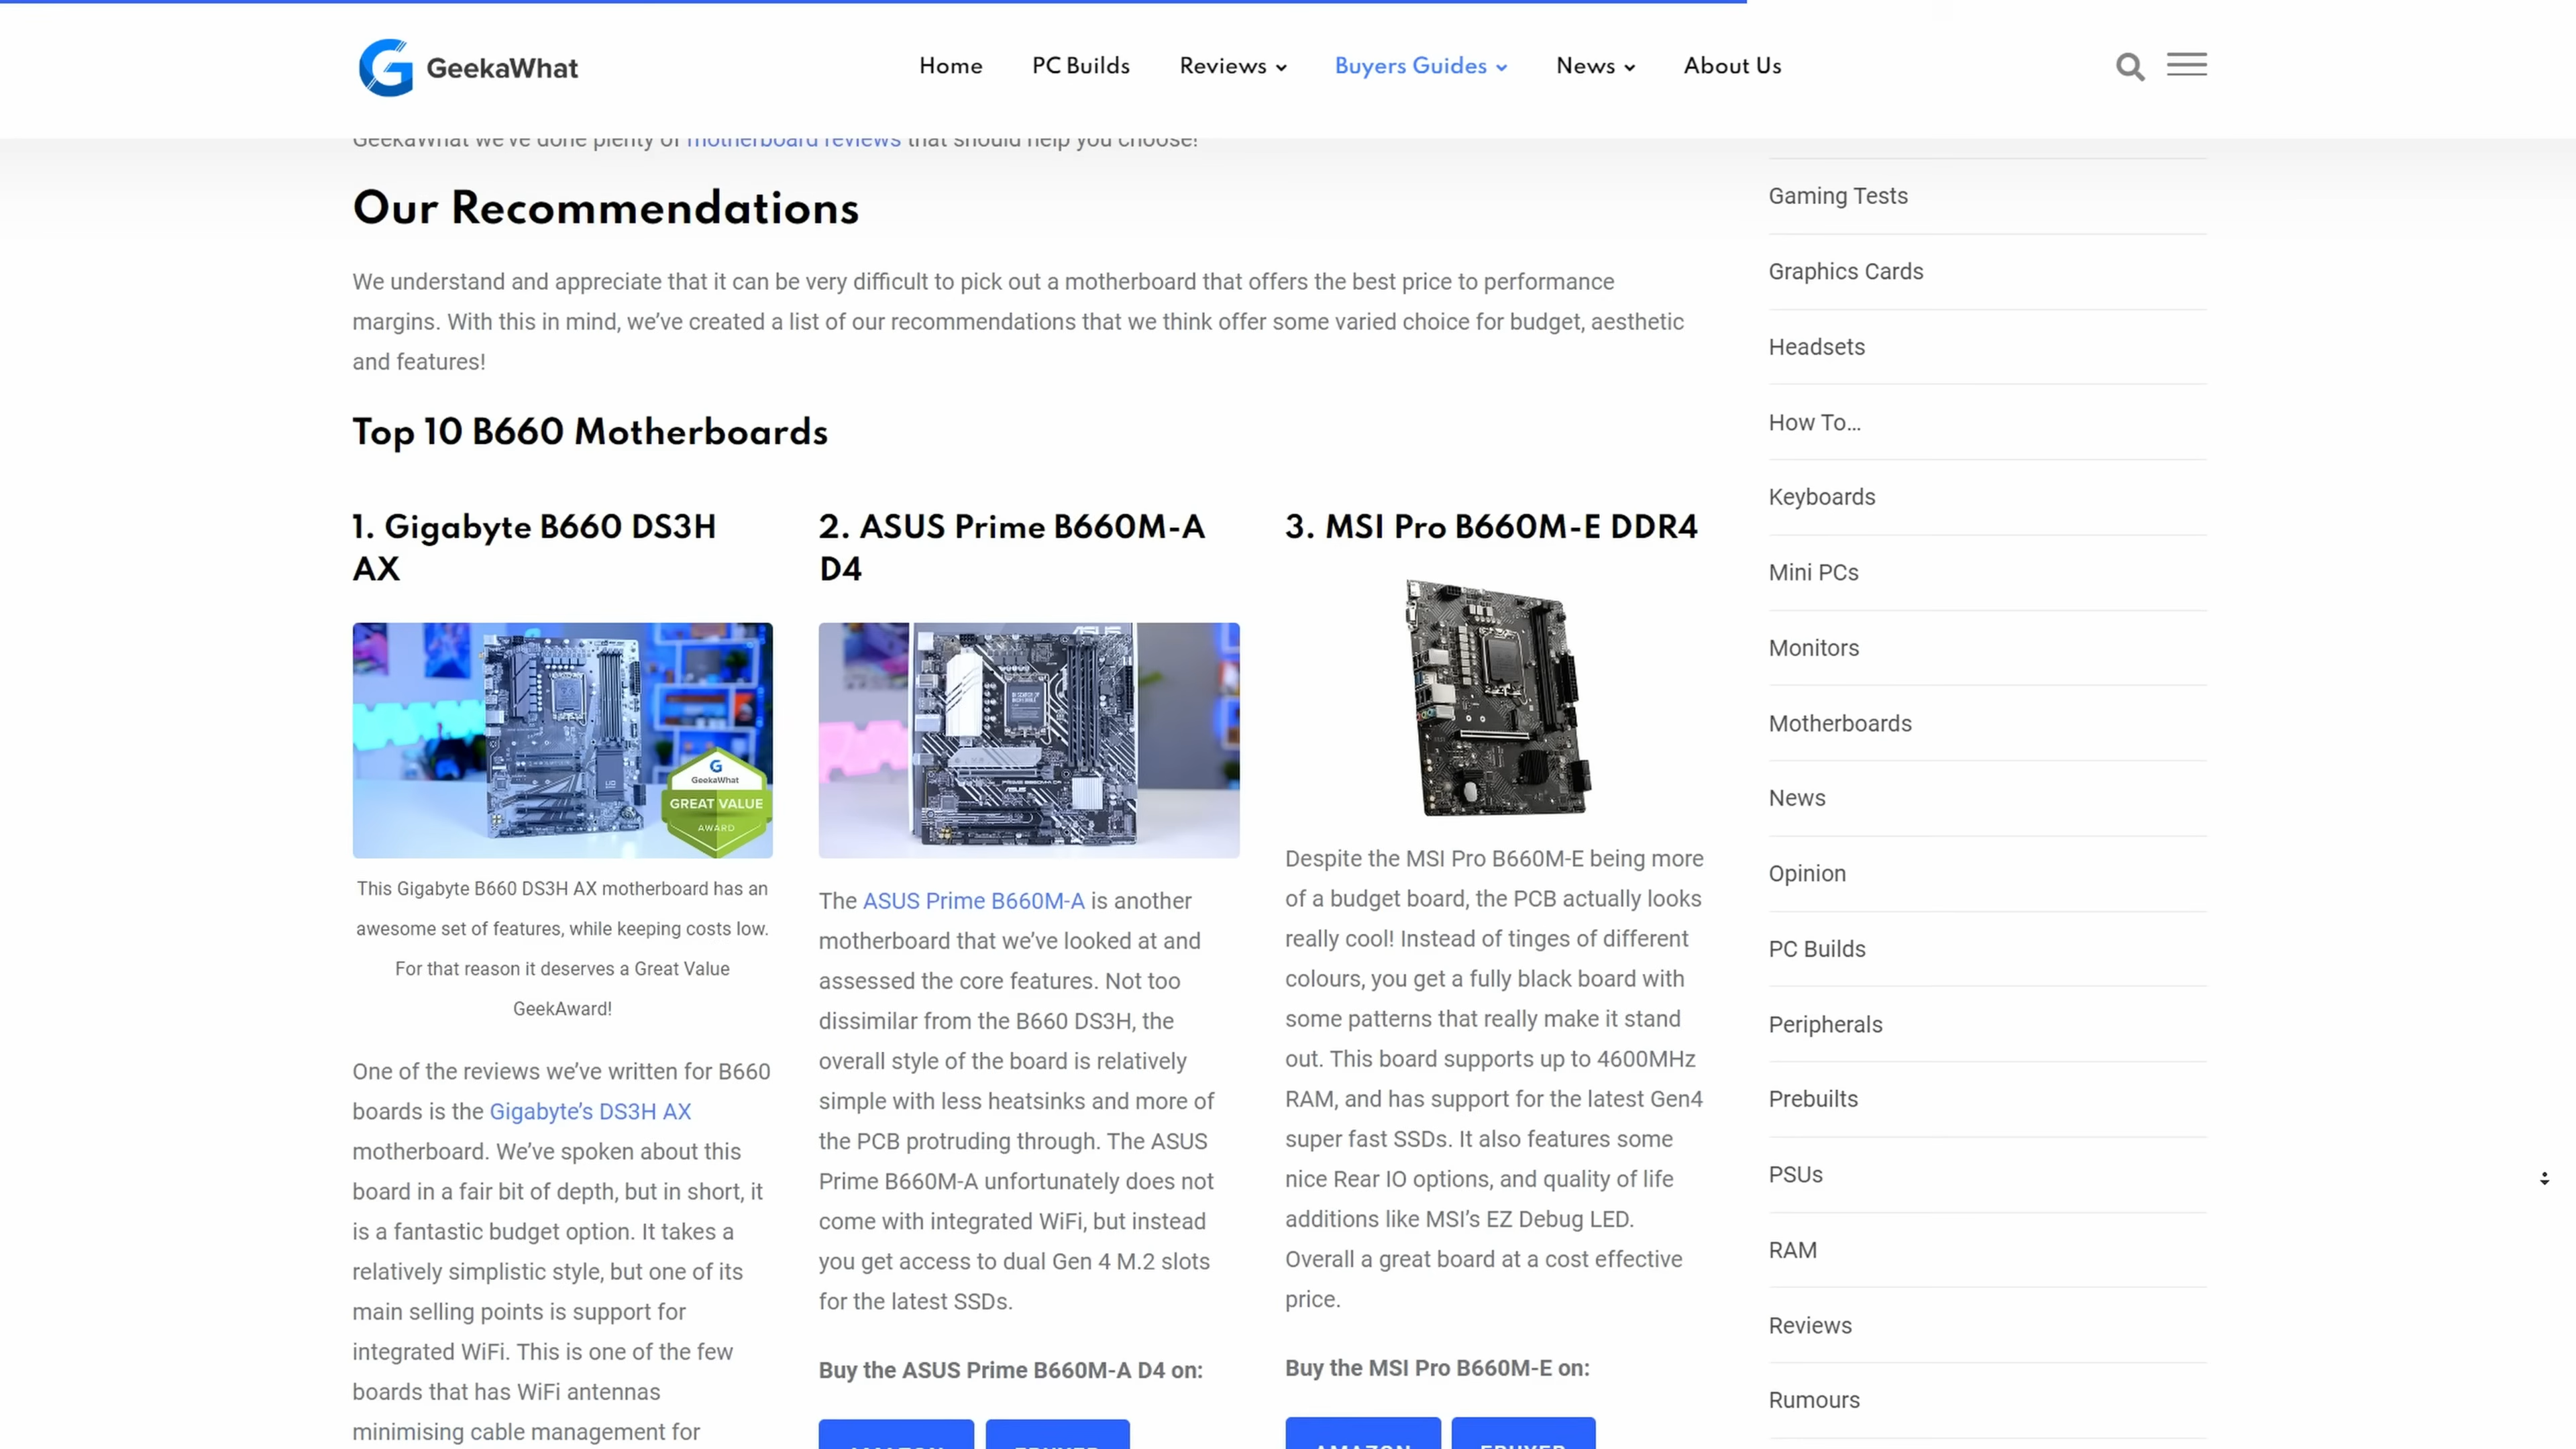 GeekaWhat
Home
PC Builds
Reviews
Buyers Guides
News
About Us
GeekaWhat we've done plenty of motherboard reviews that should help you choose!
Our Recommendations
We understand and appreciate that it can be very difficult to pick out a motherboard that offers the best price to performance
margins. With this in mind, we've created a list of our recommendations that we think offer some varied choice for budget, aesthetic
and features!
Top 10 B660 Motherboards
1. Gigabyte B660 DS3H
AX
GeekaWhat
GREAT VALUE
AWARD
This Gigabyte B660 DS3H AX motherboard has an
awesome set of features, while keeping costs low.
For that reason it deserves a Great Value
GeekAward!
One of the reviews we've written for B660
boards is the Gigabyte's DS3H AX
motherboard. We've spoken about this
board in a fair bit of depth, but in short, it
is a fantastic budget option. It takes a
relatively simplistic style, but one of its
main selling points is support for
integrated WiFi. This is one of the few
boards that has WiFi antennas
minimising cable management for
2. ASUS Prime B660M-A
D4
ASUS
PRIME B660M-A D4
ASUS
The ASUS Prime B660M-A is another
motherboard that we've looked at and
assessed the core features. Not too
dissimilar from the B660 DS3H, the
overall style of the board is relatively
simple with less heatsinks and more of
the PCB protruding through. The ASUS
Prime B660M-A unfortunately does not
come with integrated WiFi, but instead
you get access to dual Gen 4 M.2 slots
for the latest SSDs.
Buy the ASUS Prime B660M-A D4 on:
AMAZON
EBUYER
3. MSI Pro B660M-E DDR4
Despite the MSI Pro B660M-E being more
of a budget board, the PCB actually looks
really cool! Instead of tinges of different
colours, you get a fully black board with
some patterns that really make it stand
out. This board supports up to 4600MHz
RAM, and has support for the latest Gen4
super fast SSDs. It also features some
nice Rear IO options, and quality of life
additions like MSI's EZ Debug LED.
Overall a great board at a cost effective
price.
Buy the MSI Pro B660M-E on:
AMAZON
EBUYER
Gaming Tests
Graphics Cards
Headsets
How To…
Keyboards
Mini PCs
Monitors
Motherboards
News
Opinion
PC Builds
Peripherals
Prebuilts
PSUs
RAM
Reviews
Rumours